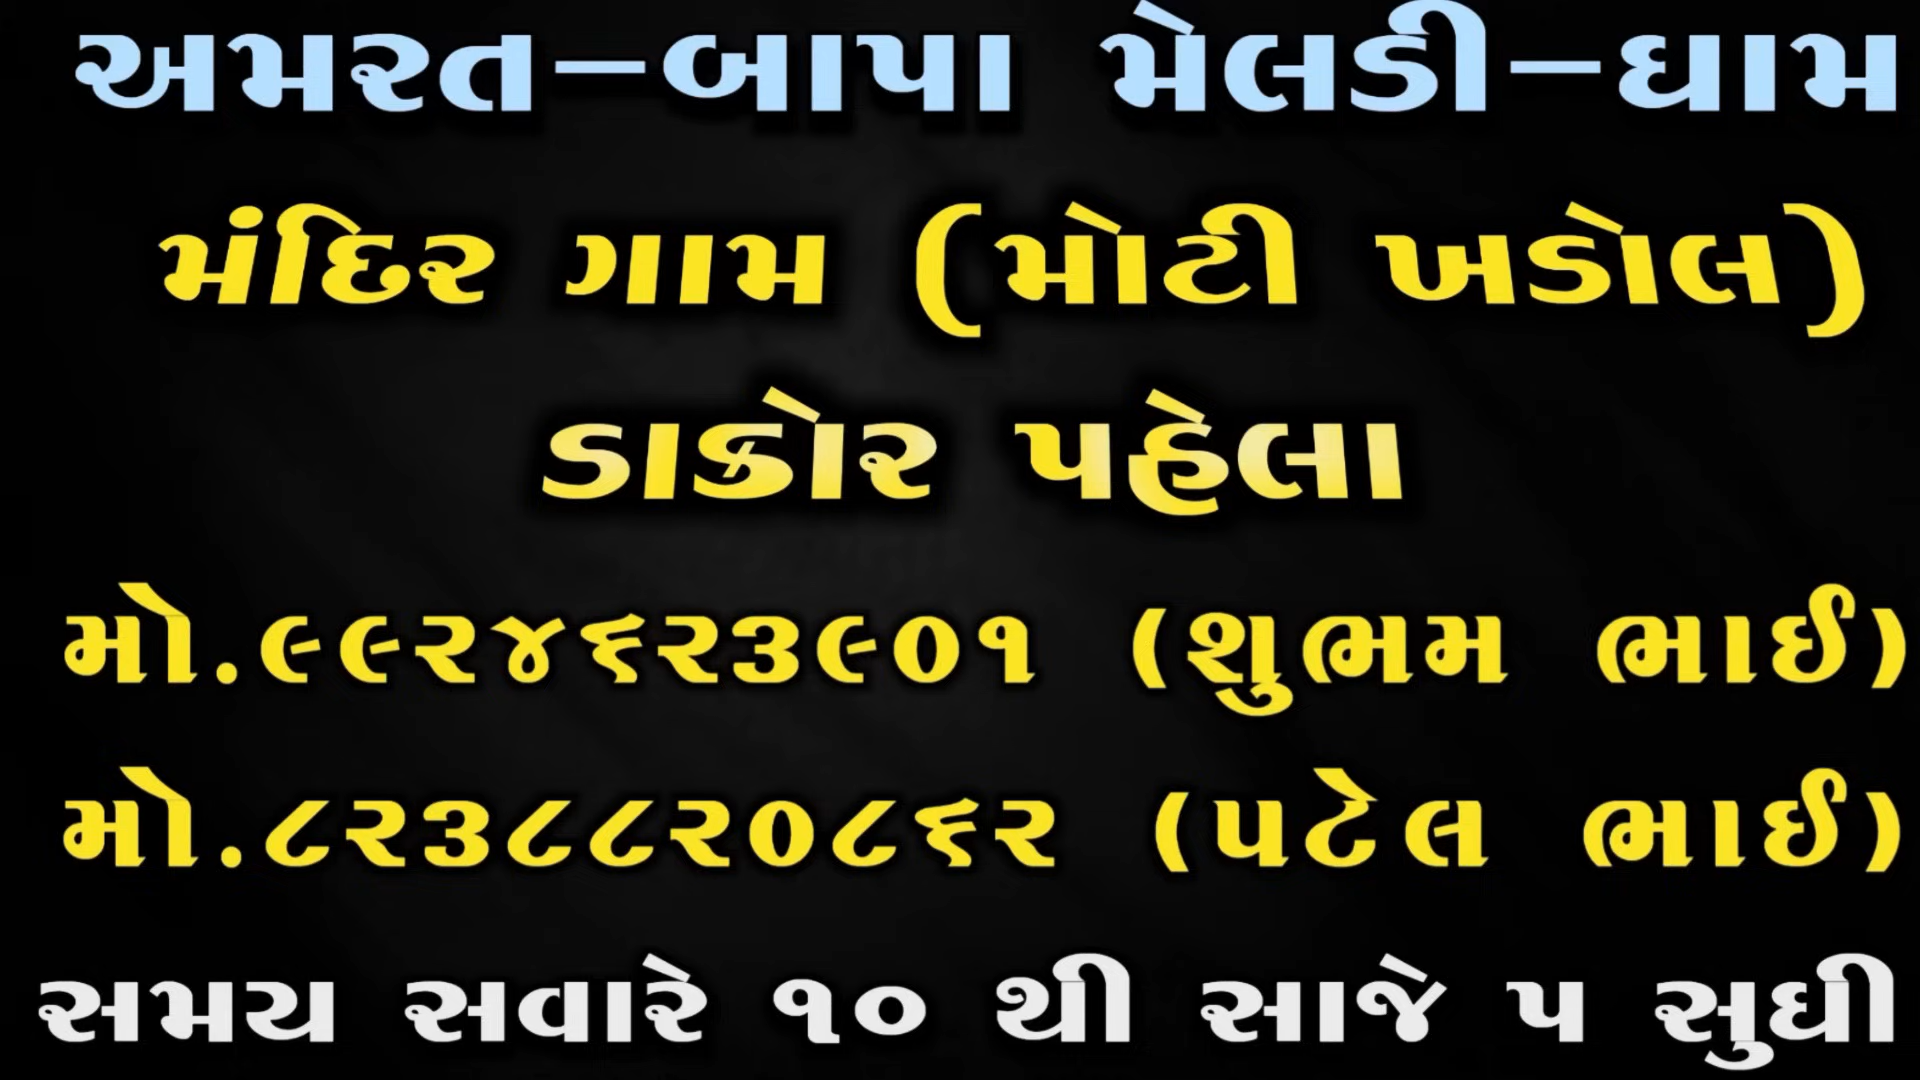 અમરત-બાપા મેલડી-ધામ
મંદિર ગામ (મોટી ખડોલ)
ડાકોર પહેલા
મો.૯૯૨૪૬૨૩૯૦૧ (શુભમ ભાઈ)
મો.૮૨૩૮૮૨૦૮૬૨ (પટેલ ભાઈ)
સમય સવારે ૧૦ થી સાજે ૫ સુધી